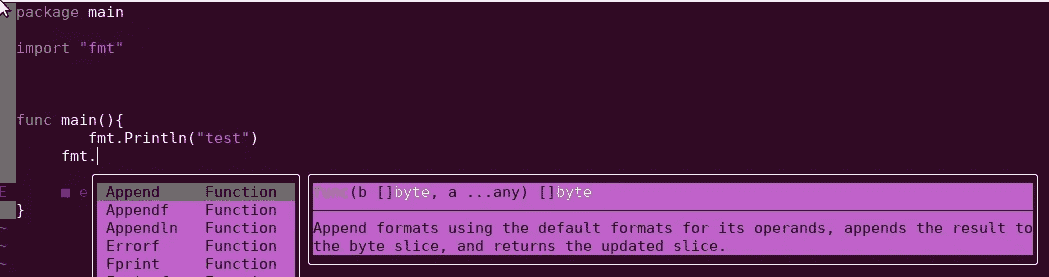 package main
import "fmt"
func main(){
fmt.Println("test")
fmt.
E ■ e
Append Function
Appendf Function
Appendln Function
Errorf Function
Fprint Function
func(b []byte, a ...any) []byte
Append formats using the default formats for its operands, appends the result to
the byte slice, and returns the updated slice.
}
~
~
~